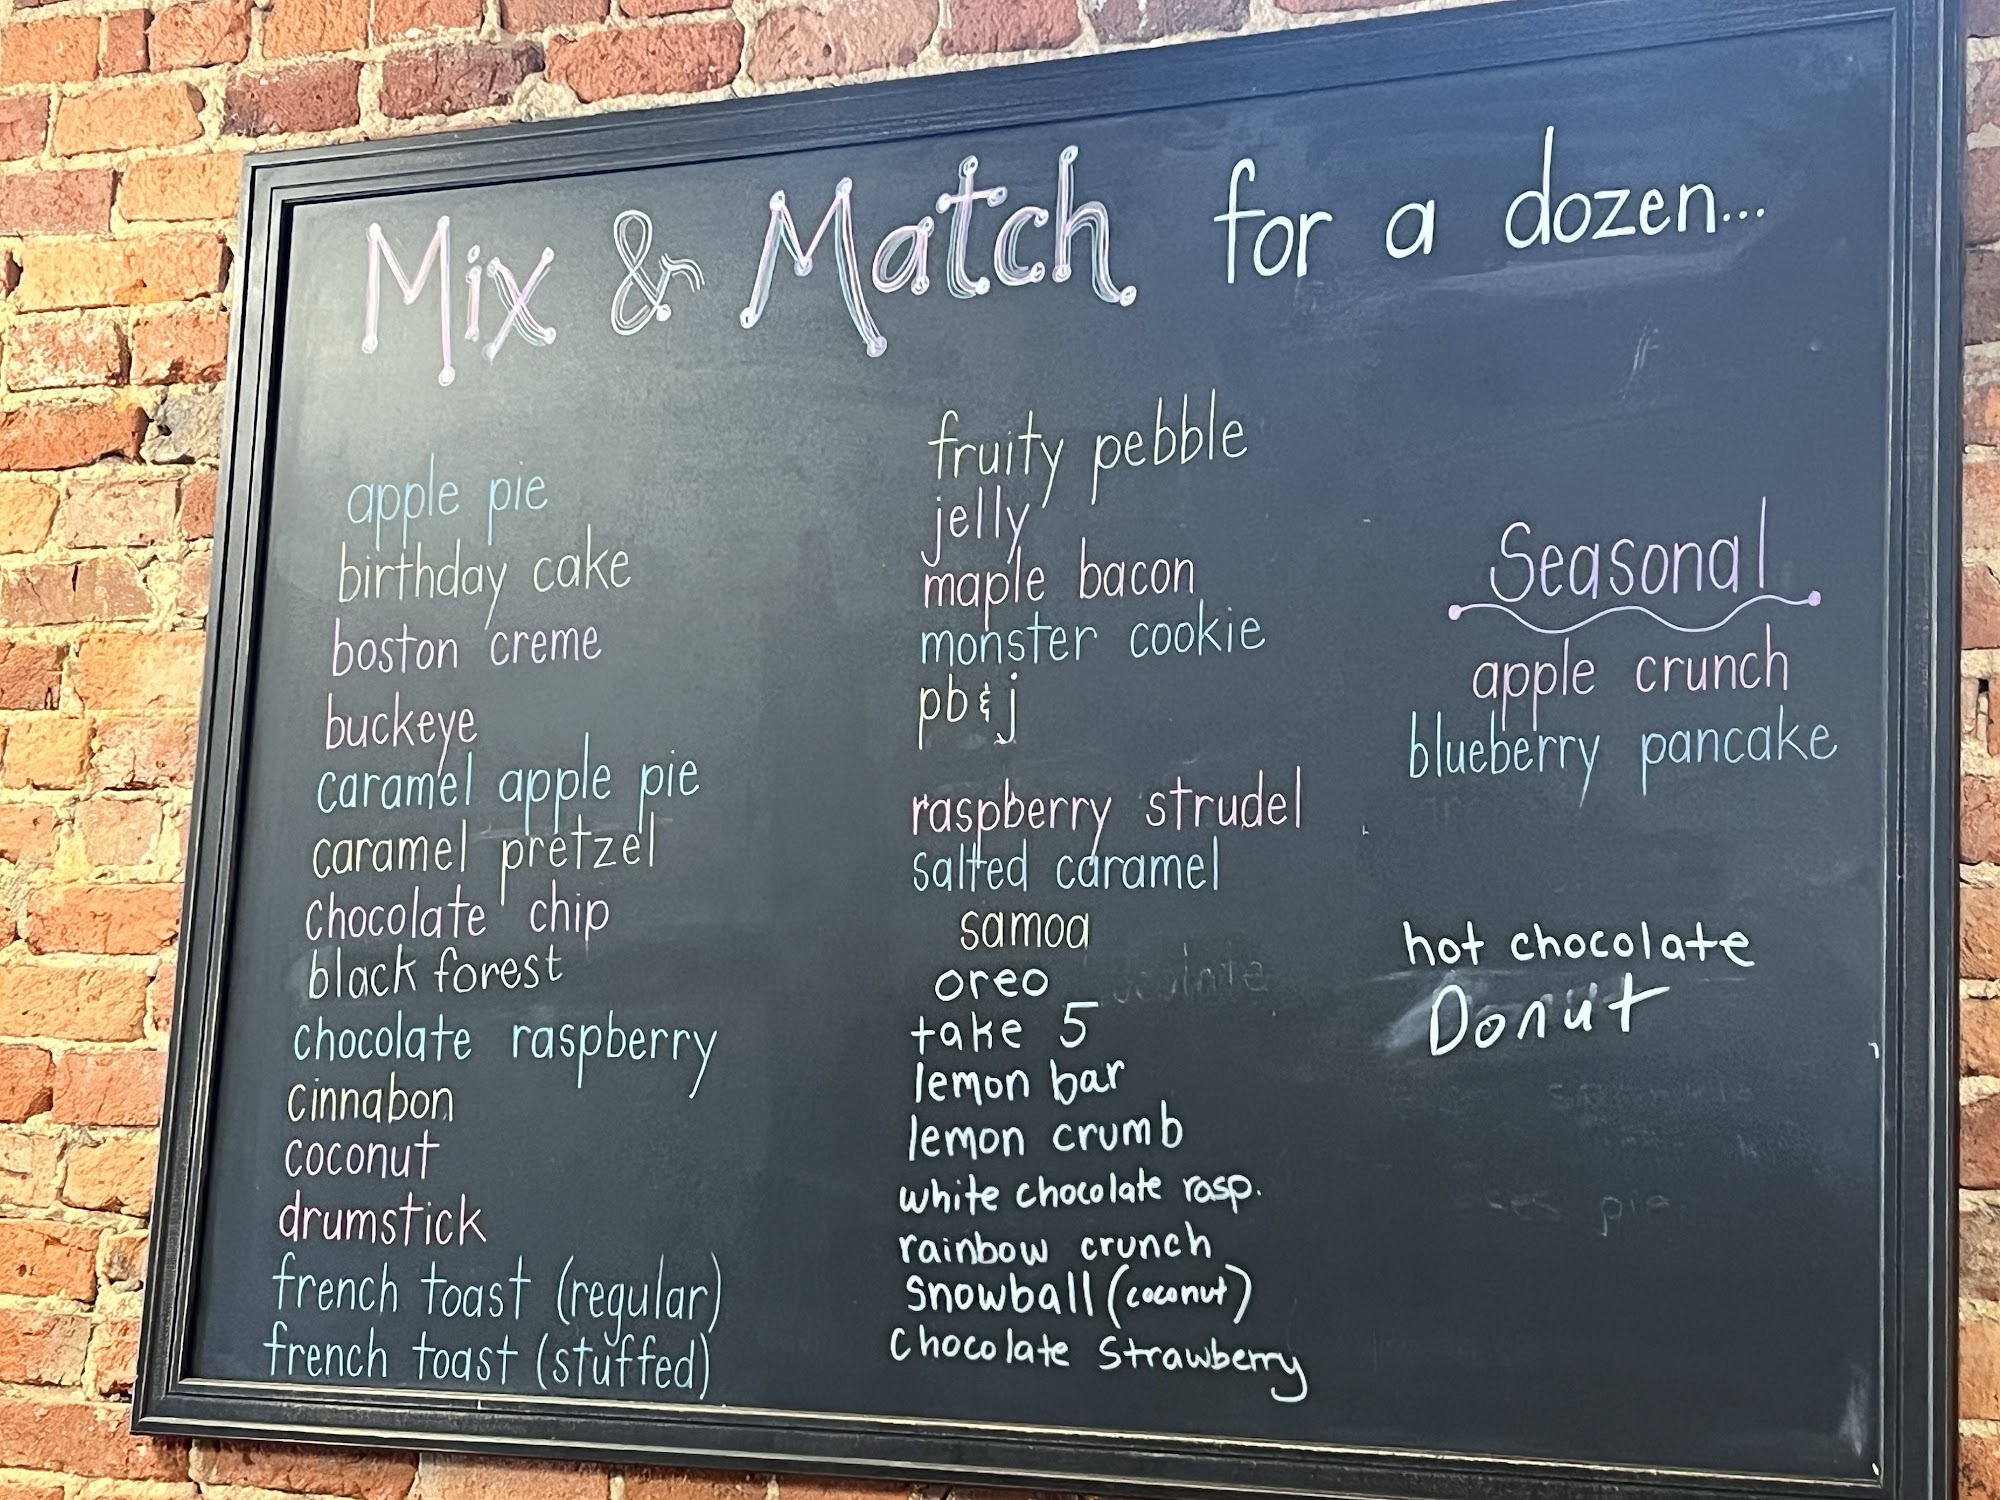 Mix & Match for a dozen...
apple pie
birthday cake
boston creme
buckeye
caramel apple pie
caramel pretzel
chocolate chip
black forest
chocolate raspberry
cinnabon
coconut
drumstick
french toast (regular)
french toast (stuffed)
fruity pebble
jelly
maple bacon
monster cookie
pb & j
raspberry strudel
salted caramel
samoa
oreo
take 5
lemon bar
lemon crumb
white chocolate rasp.
rainbow crunch
snowball (coconut)
chocolate strawberry
Seasonal
apple crunch
blueberry pancake
hot chocolate
Donut